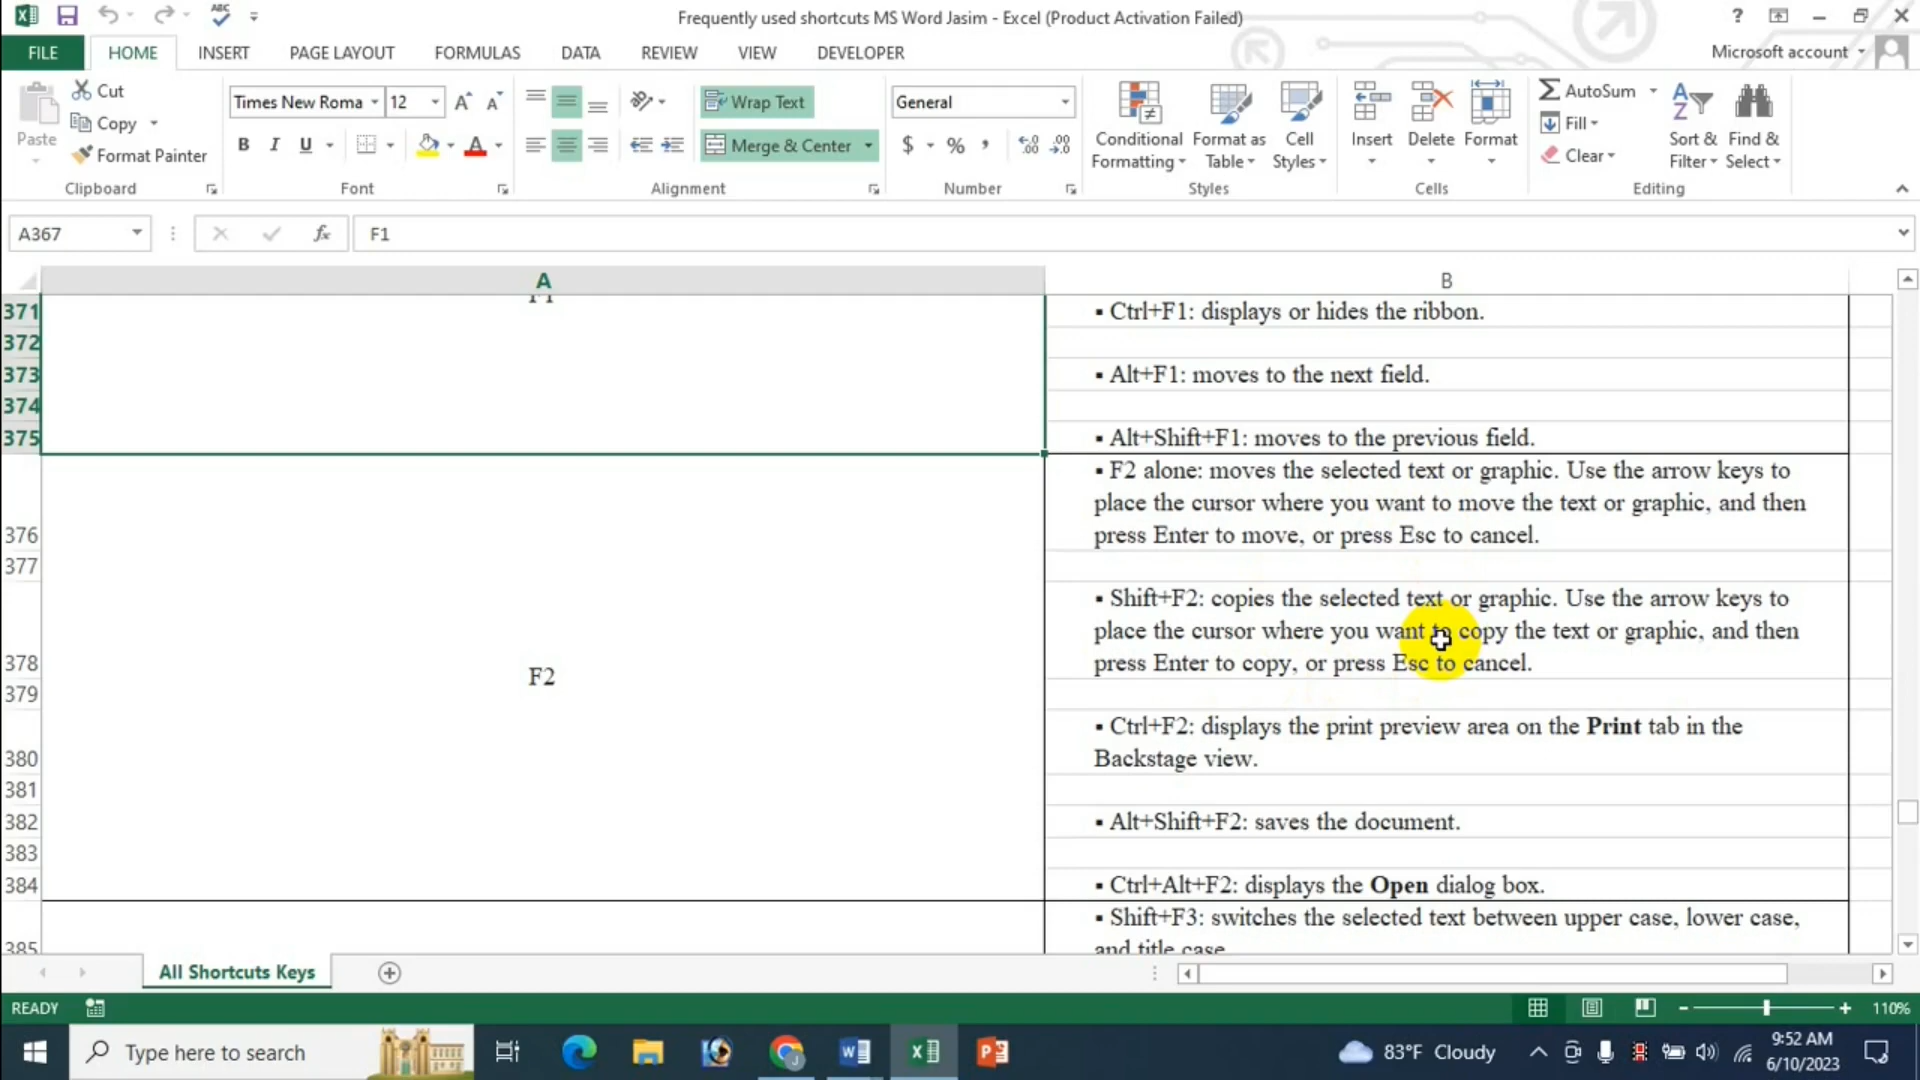 ABC
Frequently used shortcuts MS Word Jasim - Excel (Product Activation Failed)
?
FILE
HOME
INSERT
PAGE LAYOUT
FORMULAS
DATA
REVIEW
VIEW
DEVELOPER
Microsoft account
Paste
Cut
Copy
Format Painter
Clipboard
Times New Roma
12
B I U
Font
Wrap Text
Merge & Center
Alignment
General
$ % ,
Number
Conditional
Formatting
Format as
Table
Cell
Styles
Styles
Insert
Delete
Format
Cells
AutoSum
Fill
Clear
Sort &
Filter
Find &
Select
Editing
A367
fx
F1
A
B
371
F1
▪ Ctrl+F1: displays or hides the ribbon.
372
373
▪ Alt+F1: moves to the next field.
374
375
▪ Alt+Shift+F1: moves to the previous field.
▪ F2 alone: moves the selected text or graphic. Use the arrow keys to
place the cursor where you want to move the text or graphic, and then
376
press Enter to move, or press Esc to cancel.
377
▪ Shift+F2: copies the selected text or graphic. Use the arrow keys to
place the cursor where you want to copy the text or graphic, and then
378
press Enter to copy, or press Esc to cancel.
F2
379
▪ Ctrl+F2: displays the print preview area on the Print tab in the
380
Backstage view.
381
382
▪ Alt+Shift+F2: saves the document.
383
384
▪ Ctrl+Alt+F2: displays the Open dialog box.
▪ Shift+F3: switches the selected text between upper case, lower case,
385
and title case.
All Shortcuts Keys
READY
110%
Type here to search
83°F Cloudy
9:52 AM
6/10/2023